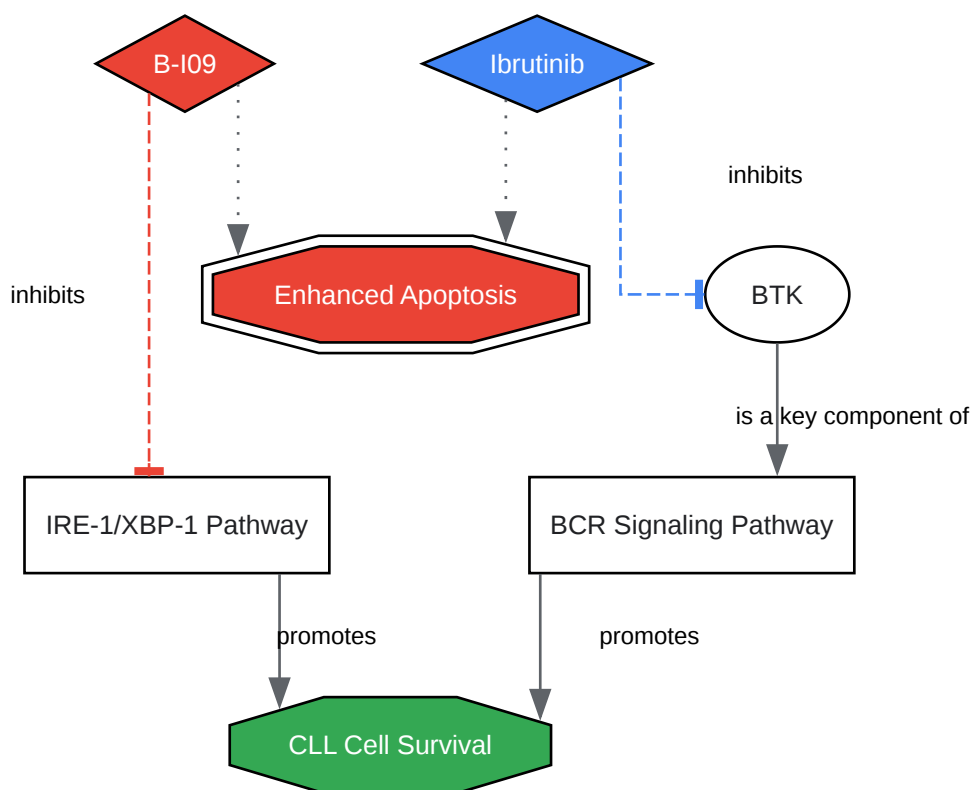 B-I09
Ibrutinib
inhibits
inhibits
Enhanced Apoptosis
BTK
is a key component of
IRE-1/XBP-1 Pathway
BCR Signaling Pathway
promotes
promotes
CLL Cell Survival